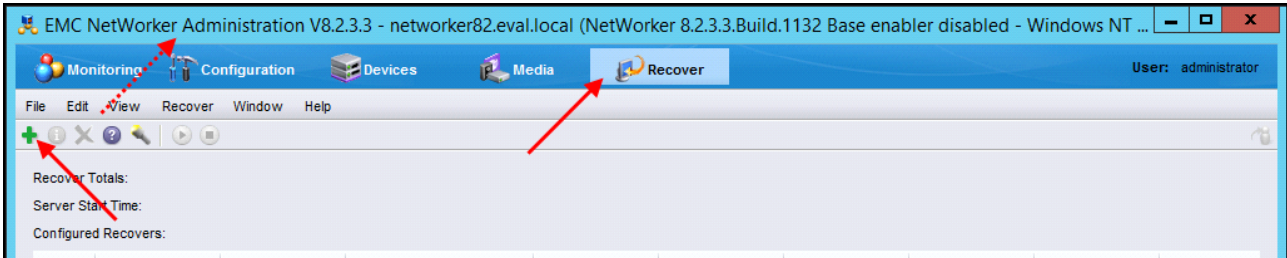 EMC NetWorker Administration V8.2.3.3 - networker82.eval.local (NetWorker 8.2.3.3.Build.1132 Base enabler disabled - Windows NT ...
Monitoring Configuration Devices Media Recover User: administrator
File Edit View Recover Window Help
Recover Totals:
Server Start Time:
Configured Recovers: